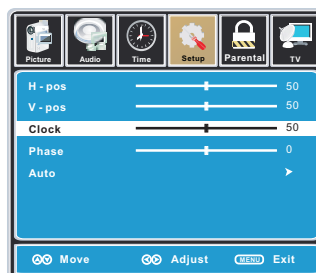 Picture Audio Time Setup Parental TV
H - pos 50
V - pos 50
Clock 50
Phase 0
Auto
Move Adjust MENU Exit